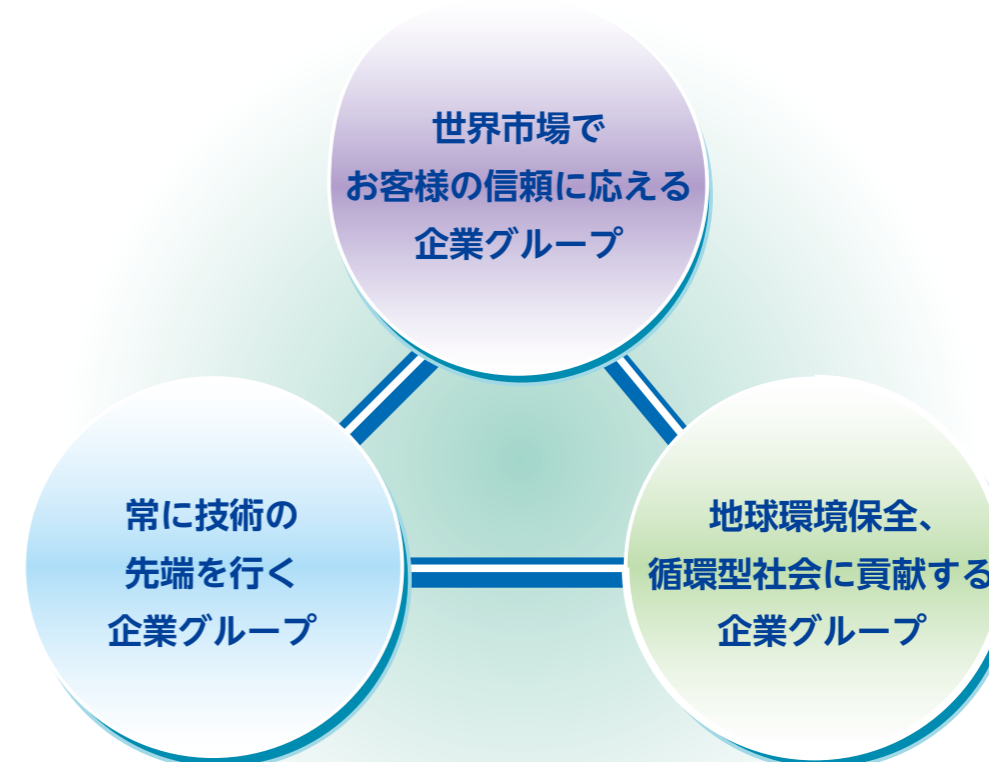 世界市場で
お客様の信頼に応える
企業グループ
常に技術の
先端を行く
企業グループ
地球環境保全、
循環型社会に貢献する
企業グループ